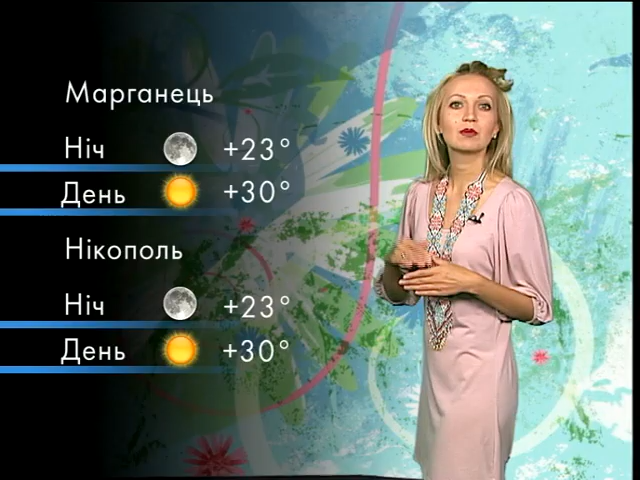 Марганець
Ніч +23°
День +30°
Нікополь
Ніч +23°
День +30°